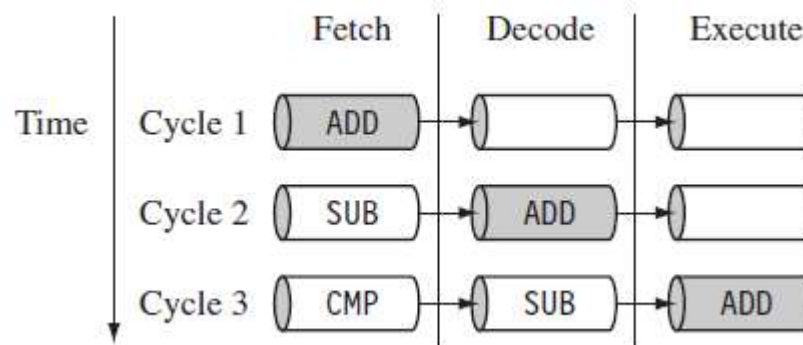 Fetch Decode Execute
Time Cycle 1 ADD
Cycle 2 SUB ADD
Cycle 3 CMP SUB ADD